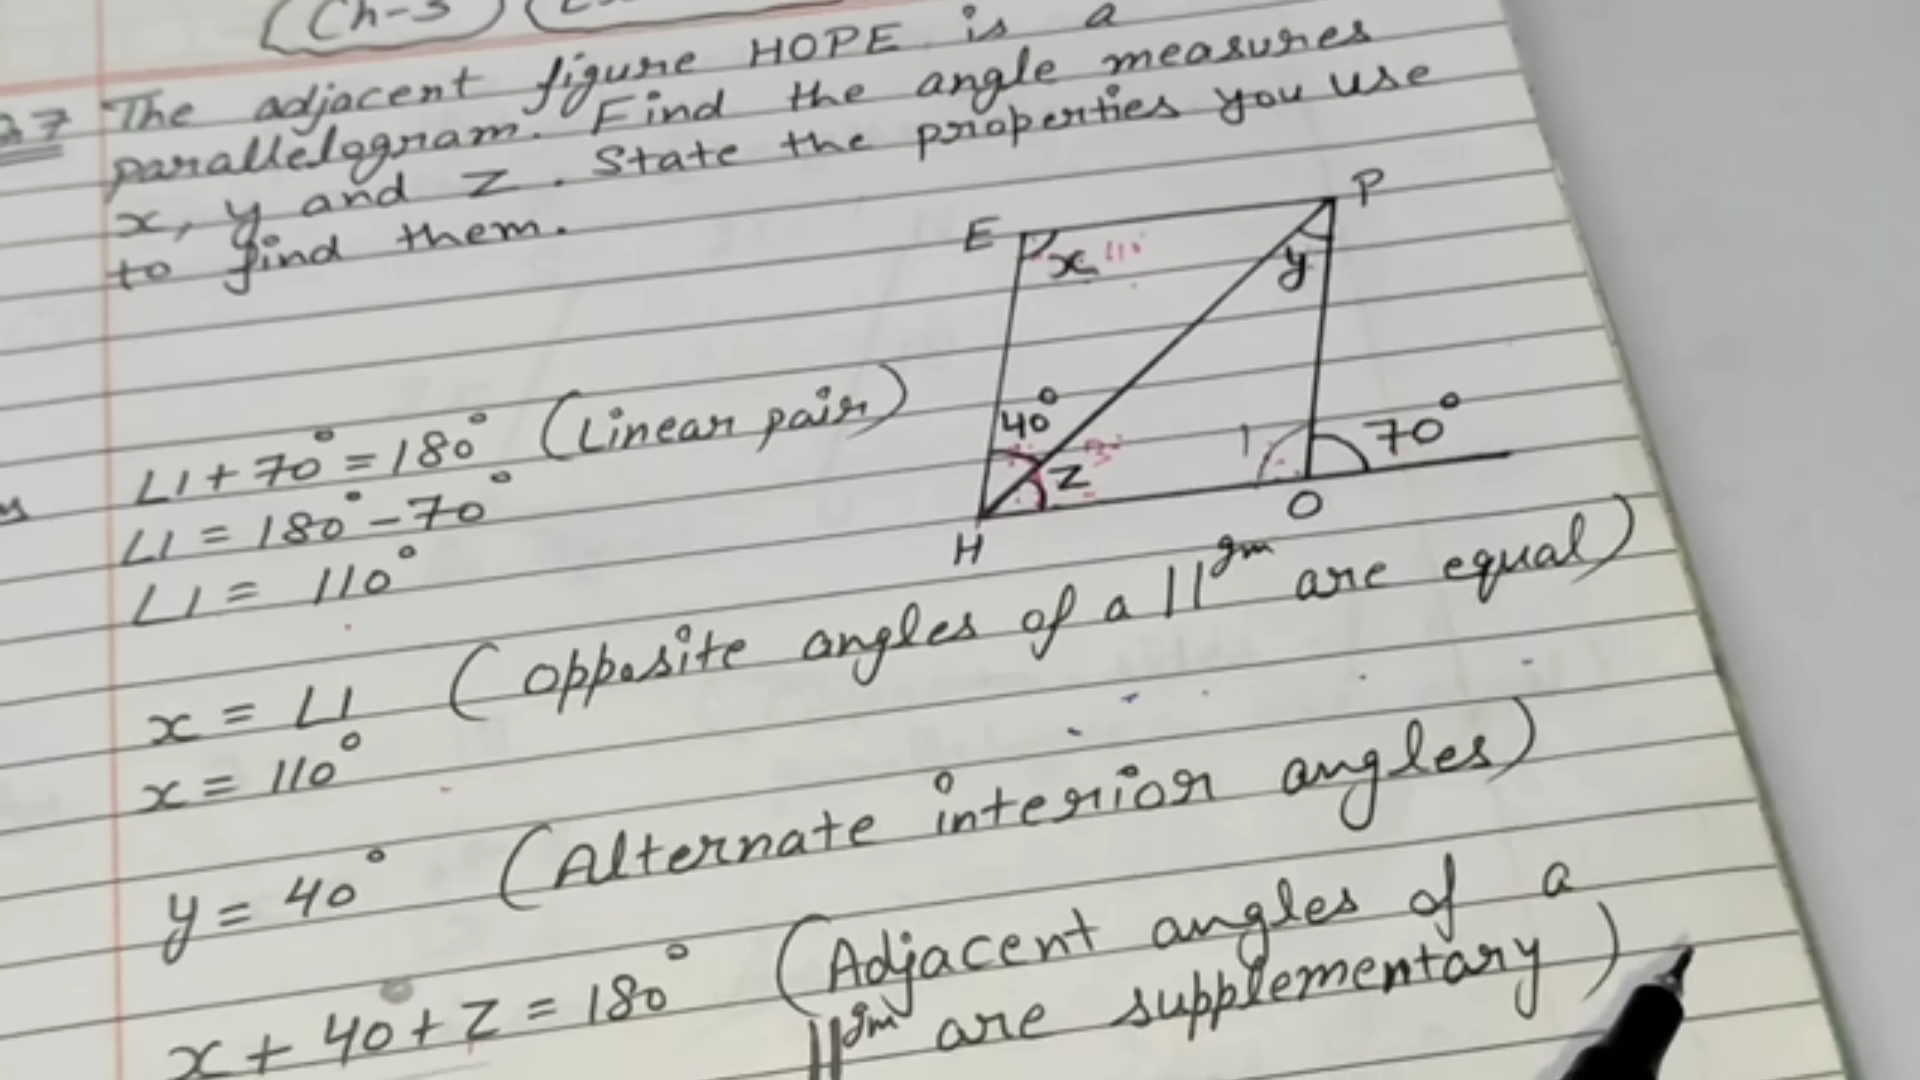 (Ch-3)
27 The adjacent figure HOPE is a
parallelogram. Find the angle measures
x, y and z. State the properties you use
to find them.
E
P
x 110
y
40°
z
1
70°
H
O
∠1 + 70° = 180° (Linear pair)
∠1 = 180° - 70°
∠1 = 110°
x = ∠1 (opposite angles of a ||gm are equal)
x = 110°
y = 40° (Alternate interior angles)
x + 40 + z = 180° (Adjacent angles of a
||gm are supplementary)